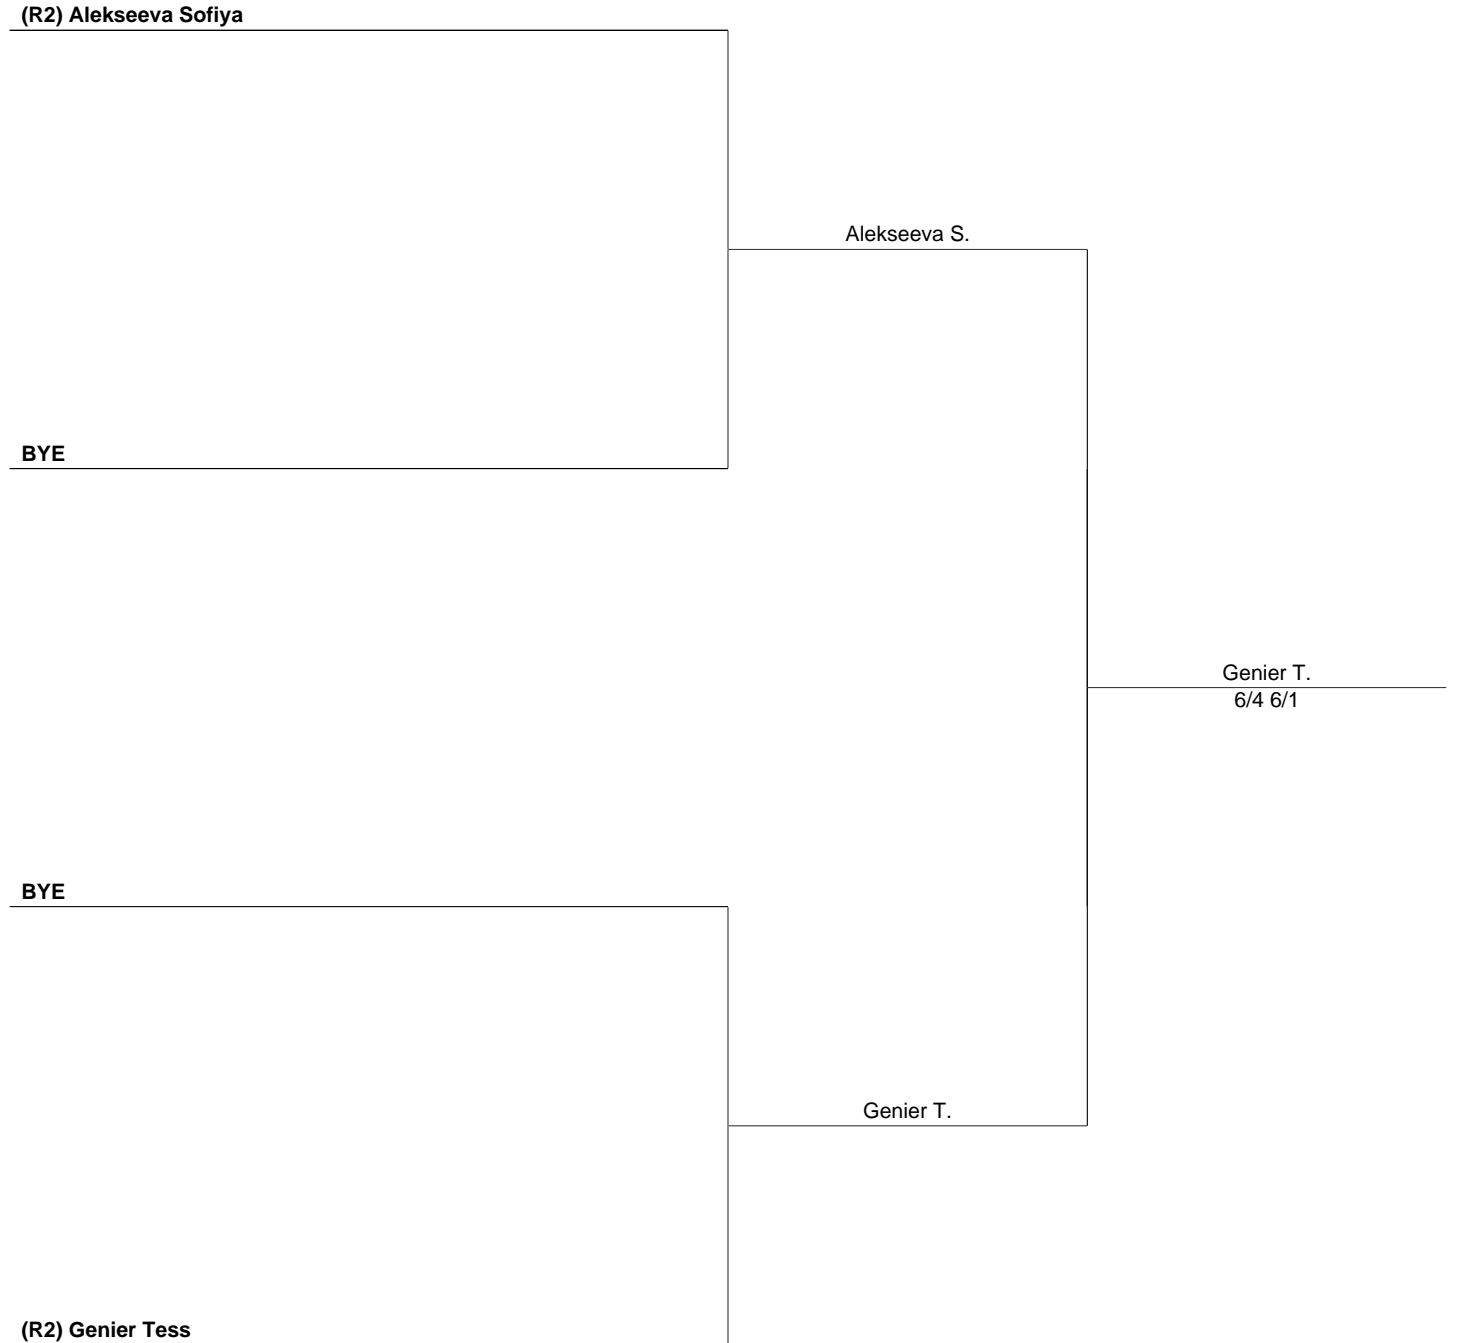 (R2) Alekseeva Sofiya
Alekseeva S.
BYE
Genier T.
6/4 6/1
BYE
Genier T.
(R2) Genier Tess